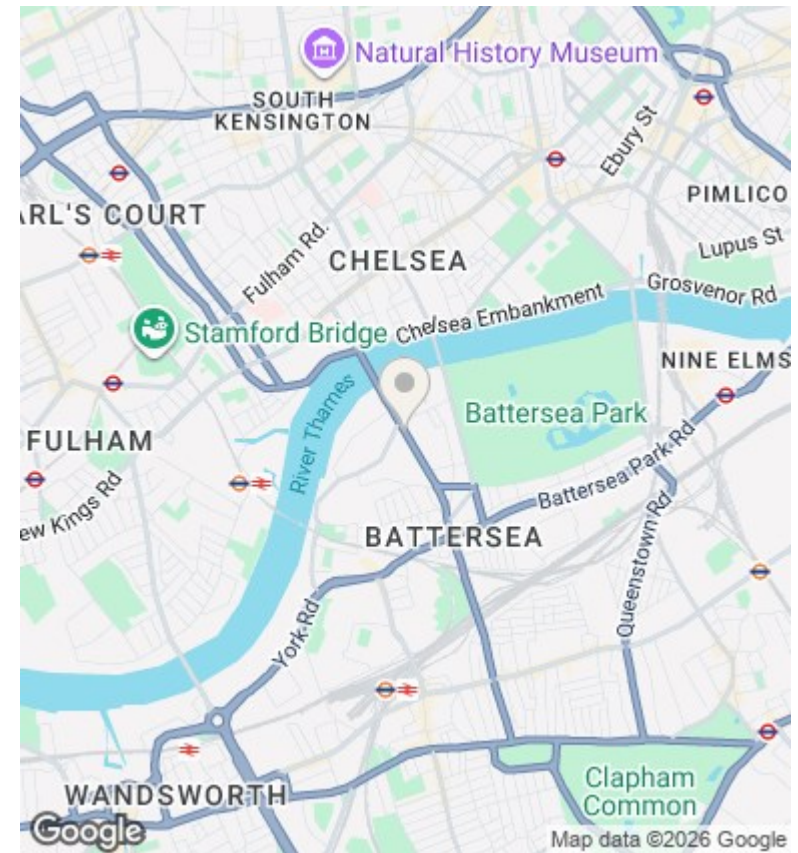 Natural History Museum
SOUTH
KENSINGTON
Ebury St
PIMLICO
ARL'S COURT
Lupus St
Fulham Rd.
CHELSEA
Grosvenor Rd
Chelsea Embankment
Stamford Bridge
NINE ELMS
River Thames
Battersea Park
FULHAM
Battersea Park Rd
ew Kings Rd
BATTERSEA
Queenstown Rd
York Rd
Clapham
Common
WANDSWORTH
Google
Map data ©2026 Google